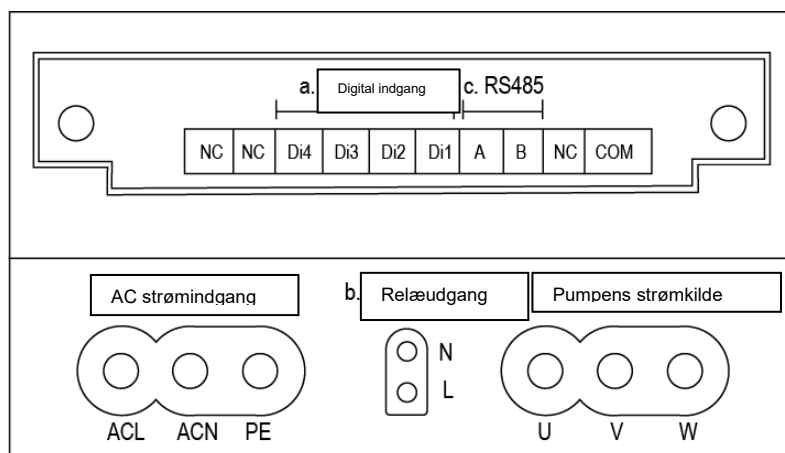 a. Digital indgang c. RS485
NC NC Di4 Di3 Di2 Di1 A B NC COM
AC strømindgang b. Relæudgang Pumpens strømkilde
N
L
ACL ACN PE U V W